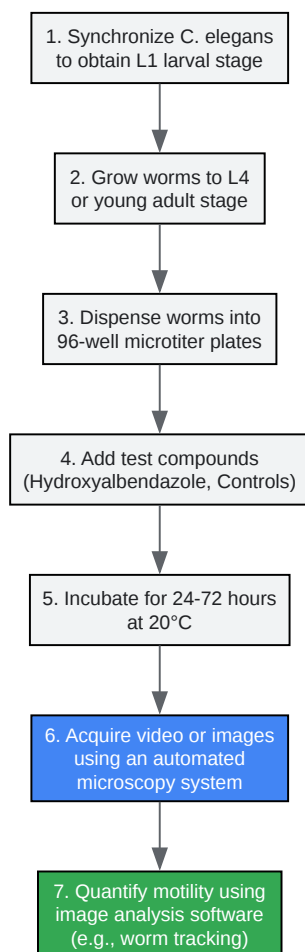 1. Synchronize C. elegans
to obtain L1 larval stage
2. Grow worms to L4
or young adult stage
3. Dispense worms into
96-well microtiter plates
4. Add test compounds
(Hydroxyalbendazole, Controls)
5. Incubate for 24-72 hours
at 20°C
6. Acquire video or images
using an automated
microscopy system
7. Quantify motility using
image analysis software
(e.g., worm tracking)